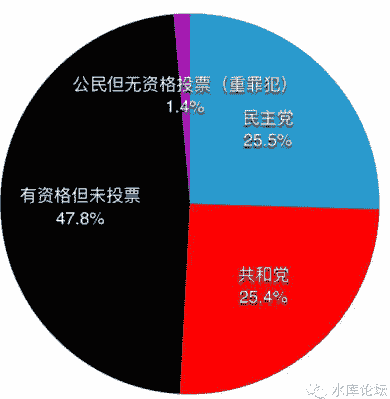 公民但无资格投票（重罪犯）
1.4%
民主党
25.5%
有资格但未投票
47.8%
共和党
25.4%
水库论坛